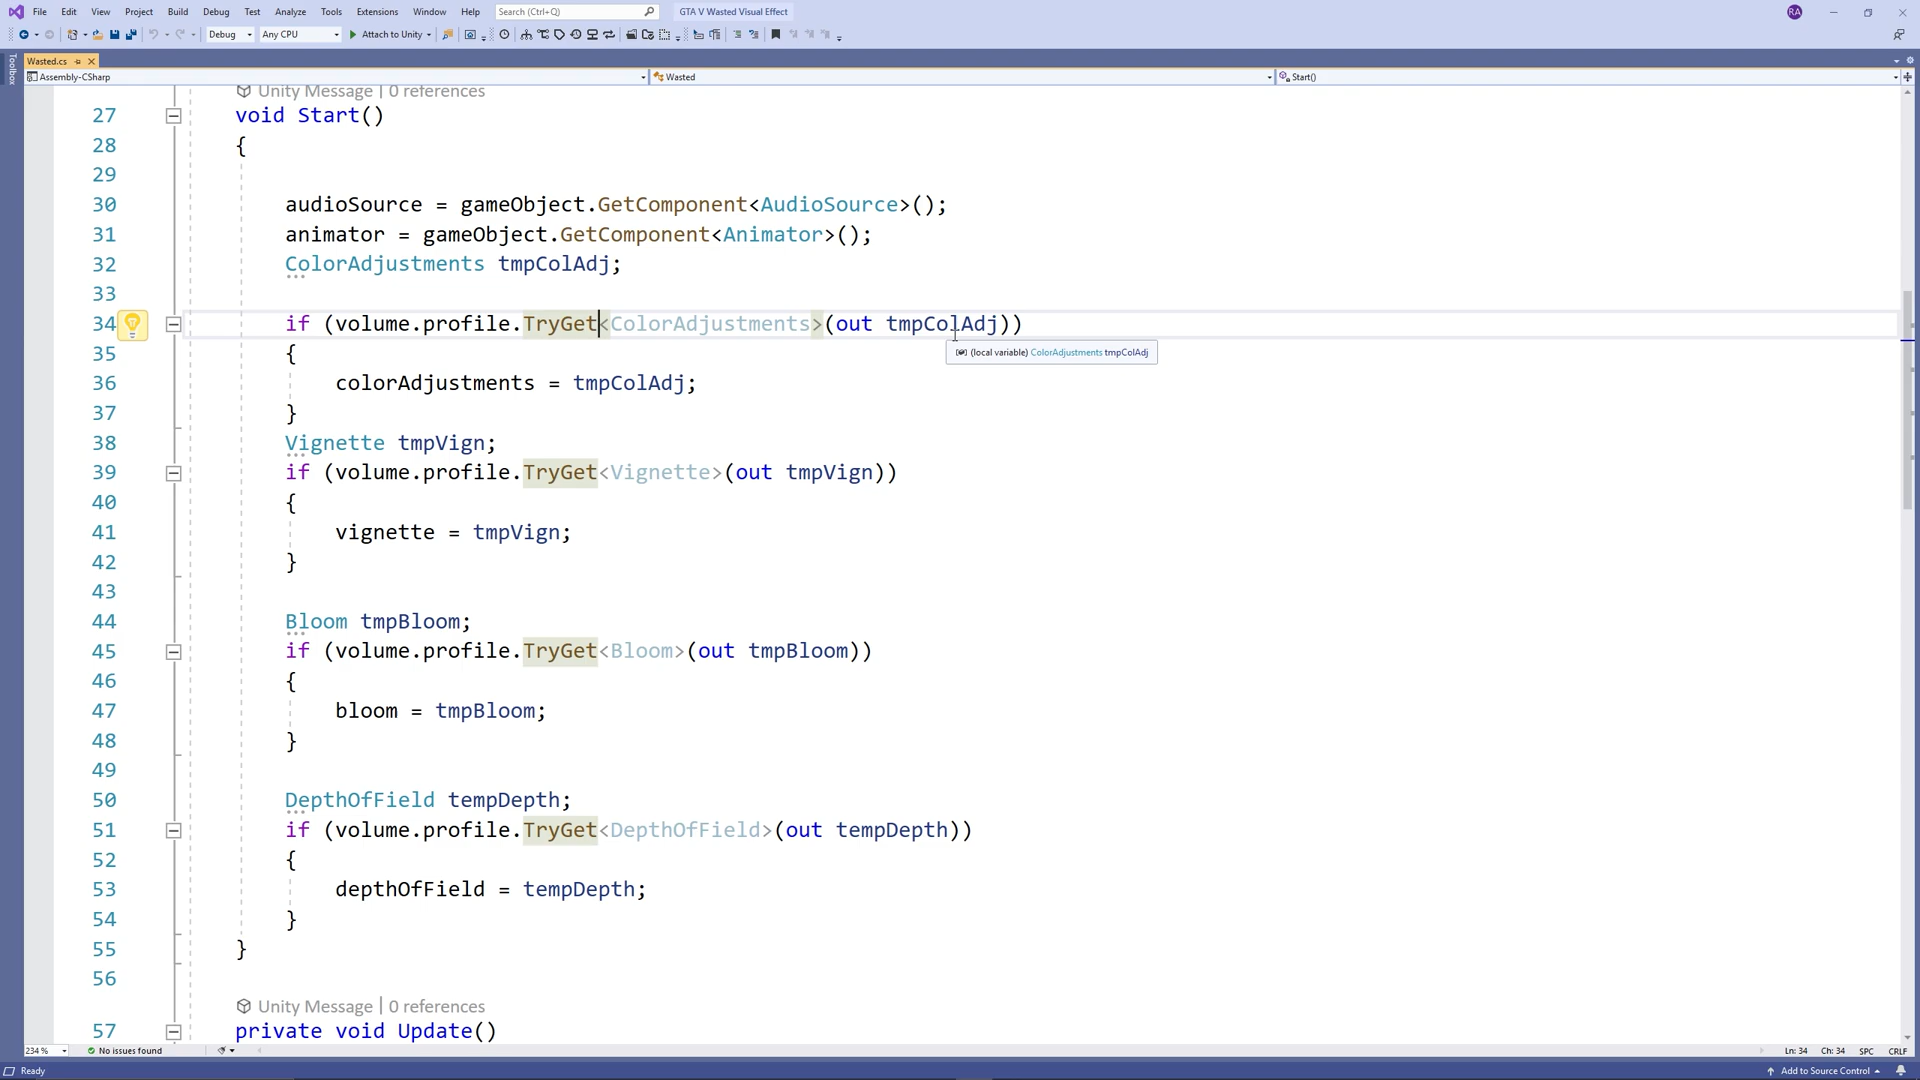 File Edit View Project Build Debug Test Analyze Tools Extensions Window Help Search (Ctrl+Q) GTA V Wasted Visual Effect RA
Debug Any CPU Attach to Unity
Toolbox
Wasted.cs
Assembly-CSharp Wasted Start()
Unity Message | 0 references
27 void Start()
28 {
29
30 audioSource = gameObject.GetComponent<AudioSource>();
31 animator = gameObject.GetComponent<Animator>();
32 ColorAdjustments tmpColAdj;
33
34 if (volume.profile.TryGet<ColorAdjustments>(out tmpColAdj))
35 {
(local variable) ColorAdjustments tmpColAdj
36 colorAdjustments = tmpColAdj;
37 }
38 Vignette tmpVign;
39 if (volume.profile.TryGet<Vignette>(out tmpVign))
40 {
41 vignette = tmpVign;
42 }
43
44 Bloom tmpBloom;
45 if (volume.profile.TryGet<Bloom>(out tmpBloom))
46 {
47 bloom = tmpBloom;
48 }
49
50 DepthOfField tempDepth;
51 if (volume.profile.TryGet<DepthOfField>(out tempDepth))
52 {
53 depthOfField = tempDepth;
54 }
55 }
56
Unity Message | 0 references
57 private void Update()
234 % No issues found Ln: 34 Ch: 34 SPC CRLF
Ready Add to Source Control